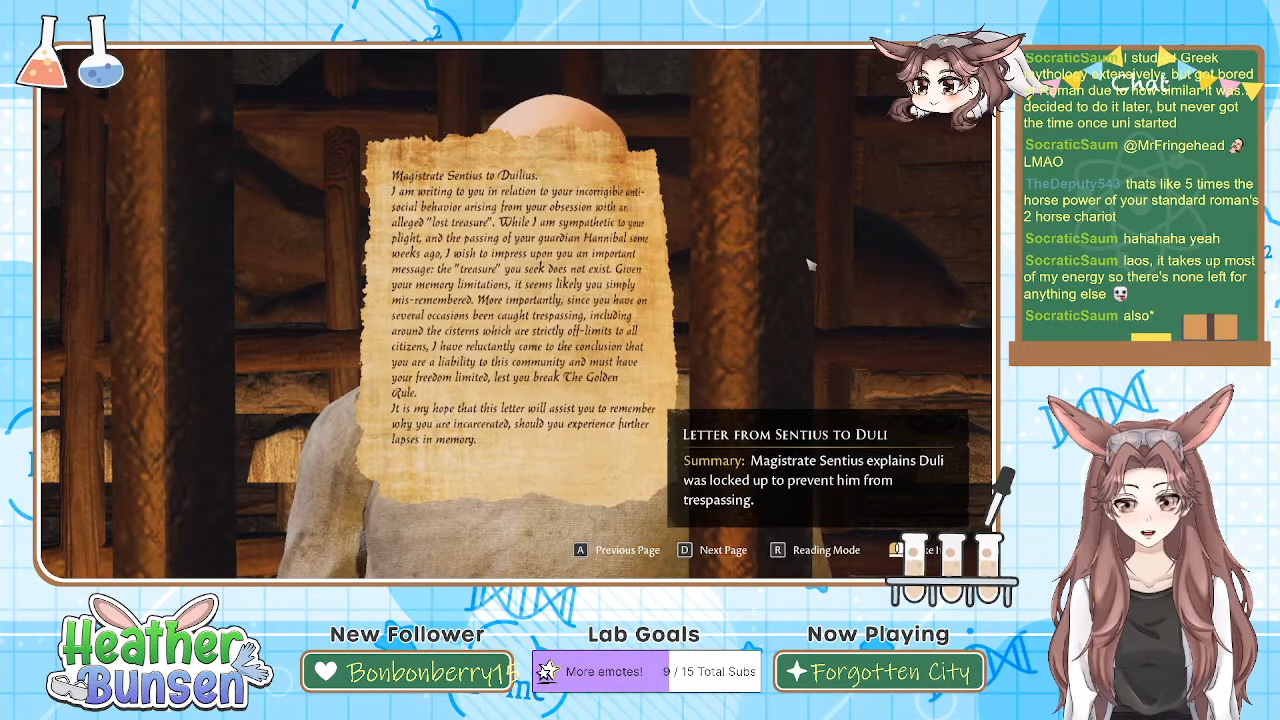 Magistrate Sentius to Duilius.
I am writing to you in relation to your incorrigible anti-
social behavior arising from your obsession with an
alleged "lost treasure". While I am sympathetic to your
plight, and the passing of your guardian Hannibal some
weeks ago, I wish to impress upon you an important
message: the "treasure" you seek does not exist. Given
your memory limitations, it seems likely you simply
mis-remembered. More importantly, since you have on
several occasions been caught trespassing, including
around the cisterns which are strictly off-limits to all
citizens, I have reluctantly come to the conclusion that
you are a liability to this community and must have
your freedom limited, lest you break The Golden
Rule.
It is my hope that this letter will assist you to remember
why you are incarcerated, should you experience further
lapses in memory.
Letter from Sentius to Duli
Summary: Magistrate Sentius explains Duli
was locked up to prevent him from
trespassing.
A Previous Page D Next Page R Reading Mode
Chat
SocraticSaum I studied Greek
mythology extensively, but got bored
of Roman due to how similar it was..
decided to do it later, but never got
the time once uni started
SocraticSaum @MrFringehead
LMAO
TheDeputy543 thats like 5 times the
horse power of your standard roman's
2 horse chariot
SocraticSaum hahahaha yeah
SocraticSaum laos, it takes up most
of my energy so there's none left for
anything else
SocraticSaum also*
Heather
Bunsen
New Follower
Bonbonberry15
Lab Goals
More emotes! 9 / 15 Total Subs
Now Playing
Forgotten City